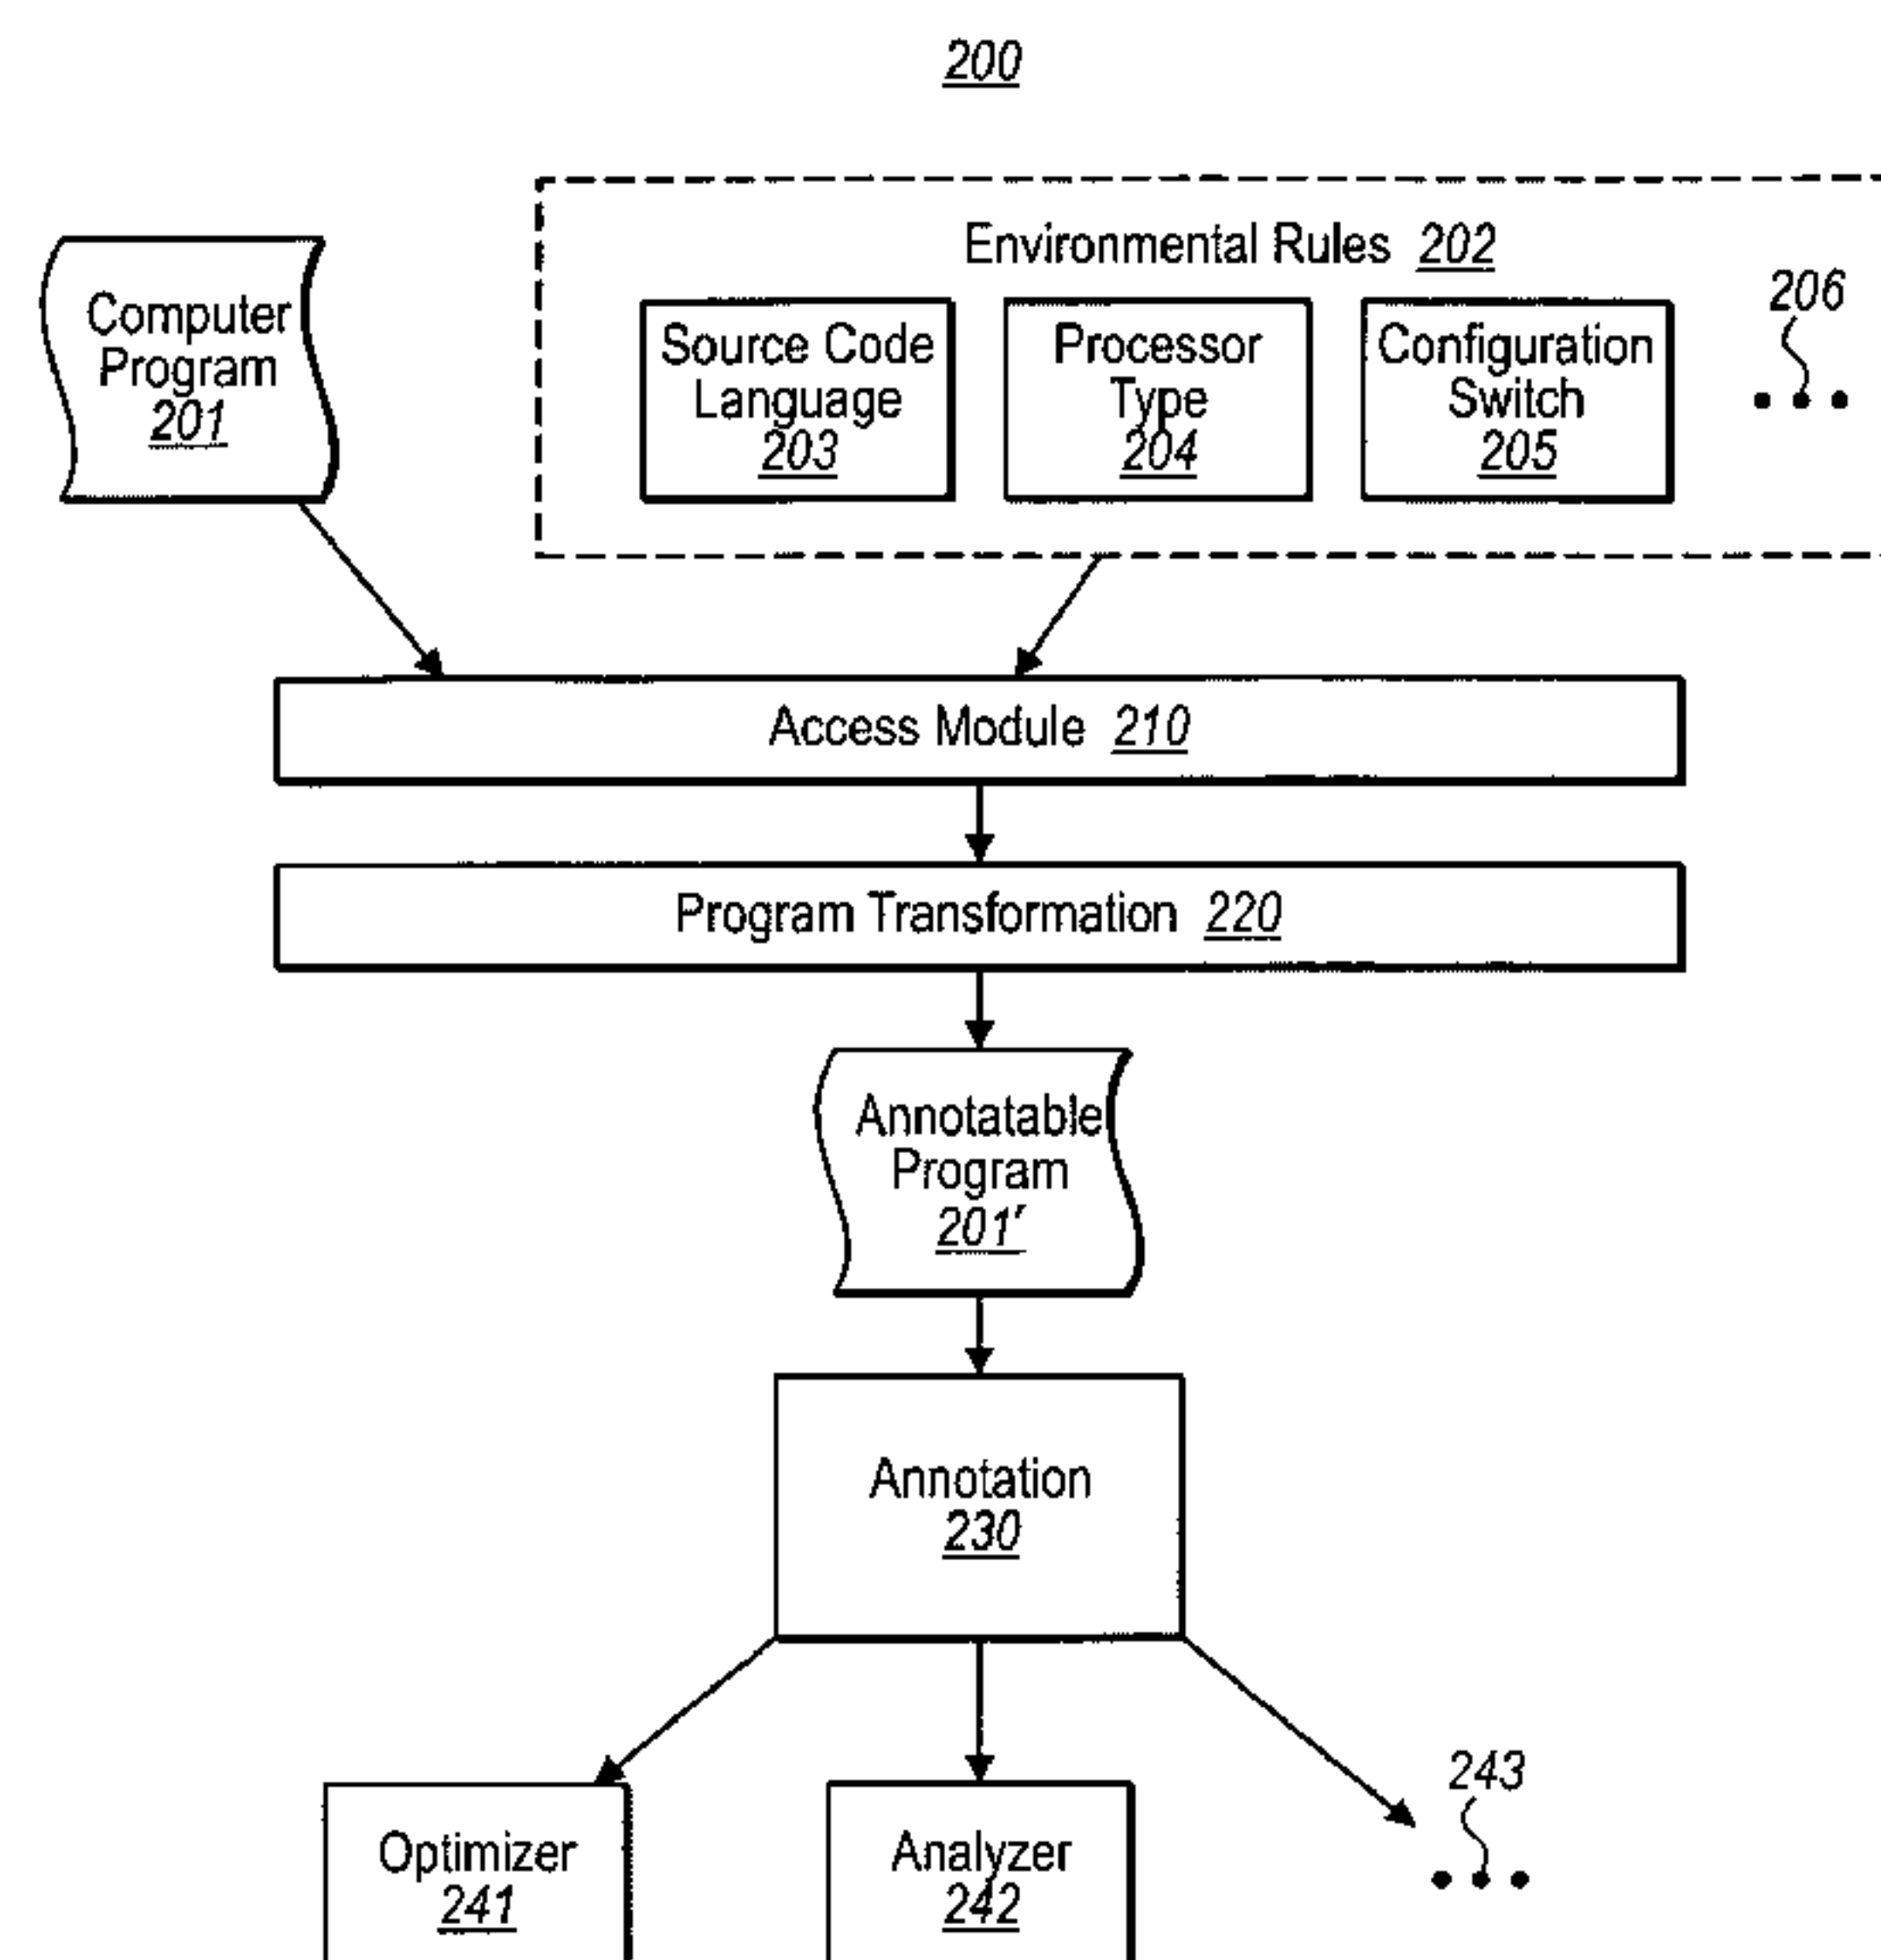 200
Environmental Rules 202
206
Computer
Program
201
Source Code
Language
203
Processor
Type
204
Configuration
Switch
205
Access Module 210
Program Transformation 220
Annotatable
Program
201'
Annotation
230
243
Optimizer
241
Analyzer
242